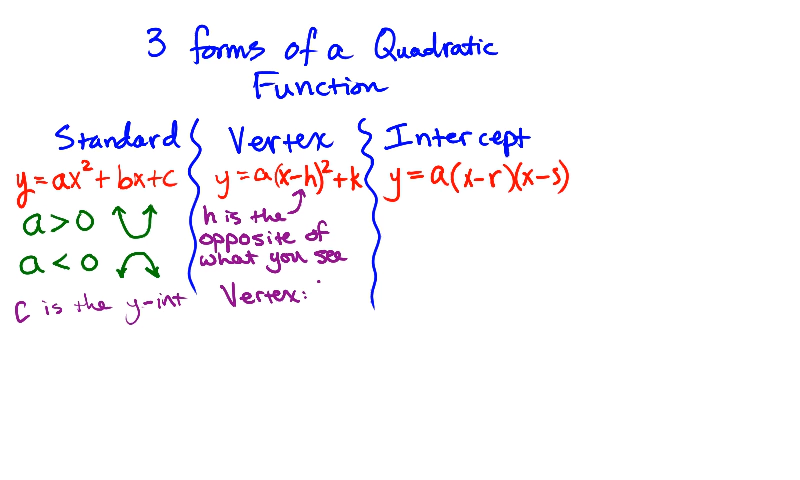 3 forms of a Quadratic
Function
Standard
y=ax²+bx+c
a>0
a<0
C is the y-int
Vertex
y=a(x-h)²+k
h is the
opposite of
what you see
Vertex:
Intercept
y=a(x-r)(x-s)